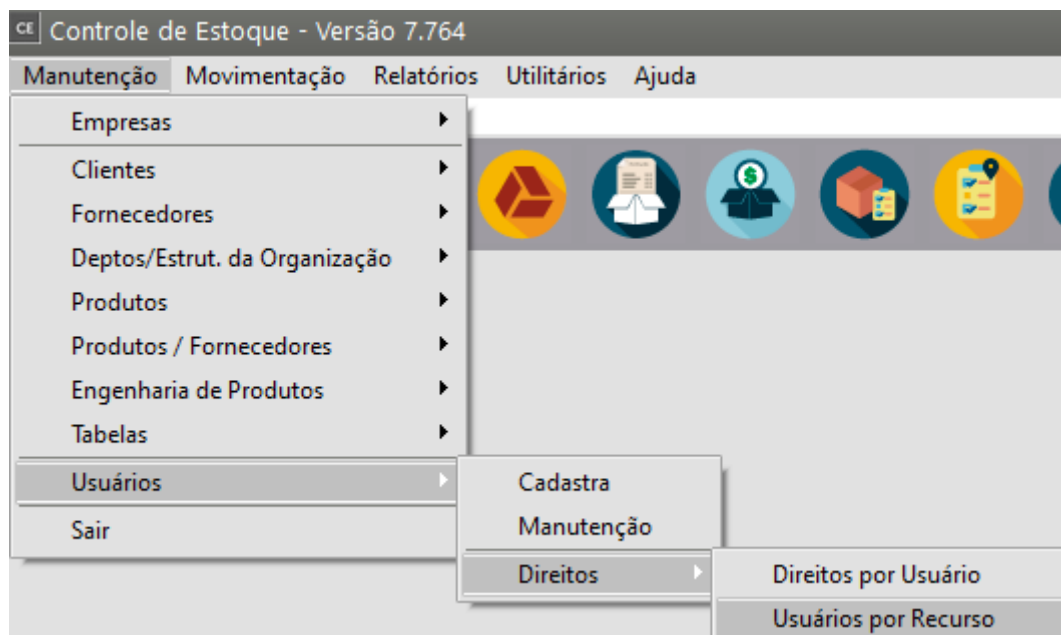 CE Controle de Estoque - Versão 7.764
Manutenção Movimentação Relatórios Utilitários Ajuda
Empresas
Clientes
Fornecedores
Deptos/Estrut. da Organização
Produtos
Produtos / Fornecedores
Engenharia de Produtos
Tabelas
Usuários
Sair
Cadastra
Manutenção
Direitos
Direitos por Usuário
Usuários por Recurso